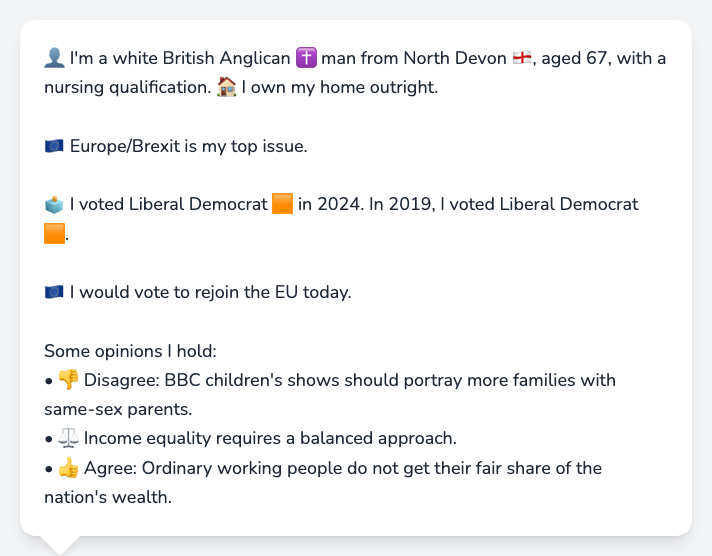 👤 I'm a white British Anglican ✝️ man from North Devon 🏴󠁧󠁢󠁥󠁮󠁧󠁿, aged 67, with a
nursing qualification. 🏠 I own my home outright.
🇪🇺 Europe/Brexit is my top issue.
🗳️ I voted Liberal Democrat 🟧 in 2024. In 2019, I voted Liberal Democrat
🟧.
🇪🇺 I would vote to rejoin the EU today.
Some opinions I hold:
• 👎 Disagree: BBC children's shows should portray more families with
same-sex parents.
• ⚖️ Income equality requires a balanced approach.
• 👍 Agree: Ordinary working people do not get their fair share of the
nation's wealth.